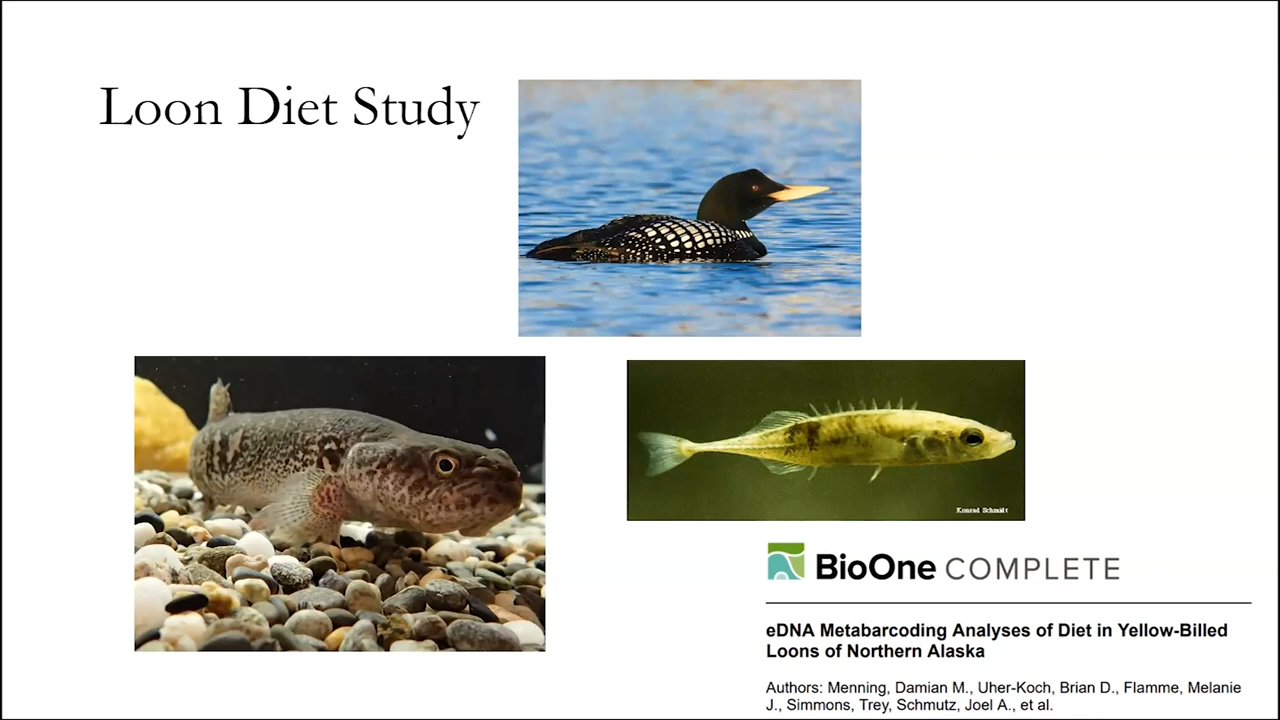 Loon Diet Study
Konrad Schmidt
BioOne COMPLETE
eDNA Metabarcoding Analyses of Diet in Yellow-Billed
Loons of Northern Alaska
Authors: Menning, Damian M., Uher-Koch, Brian D., Flamme, Melanie
J., Simmons, Trey, Schmutz, Joel A., et al.